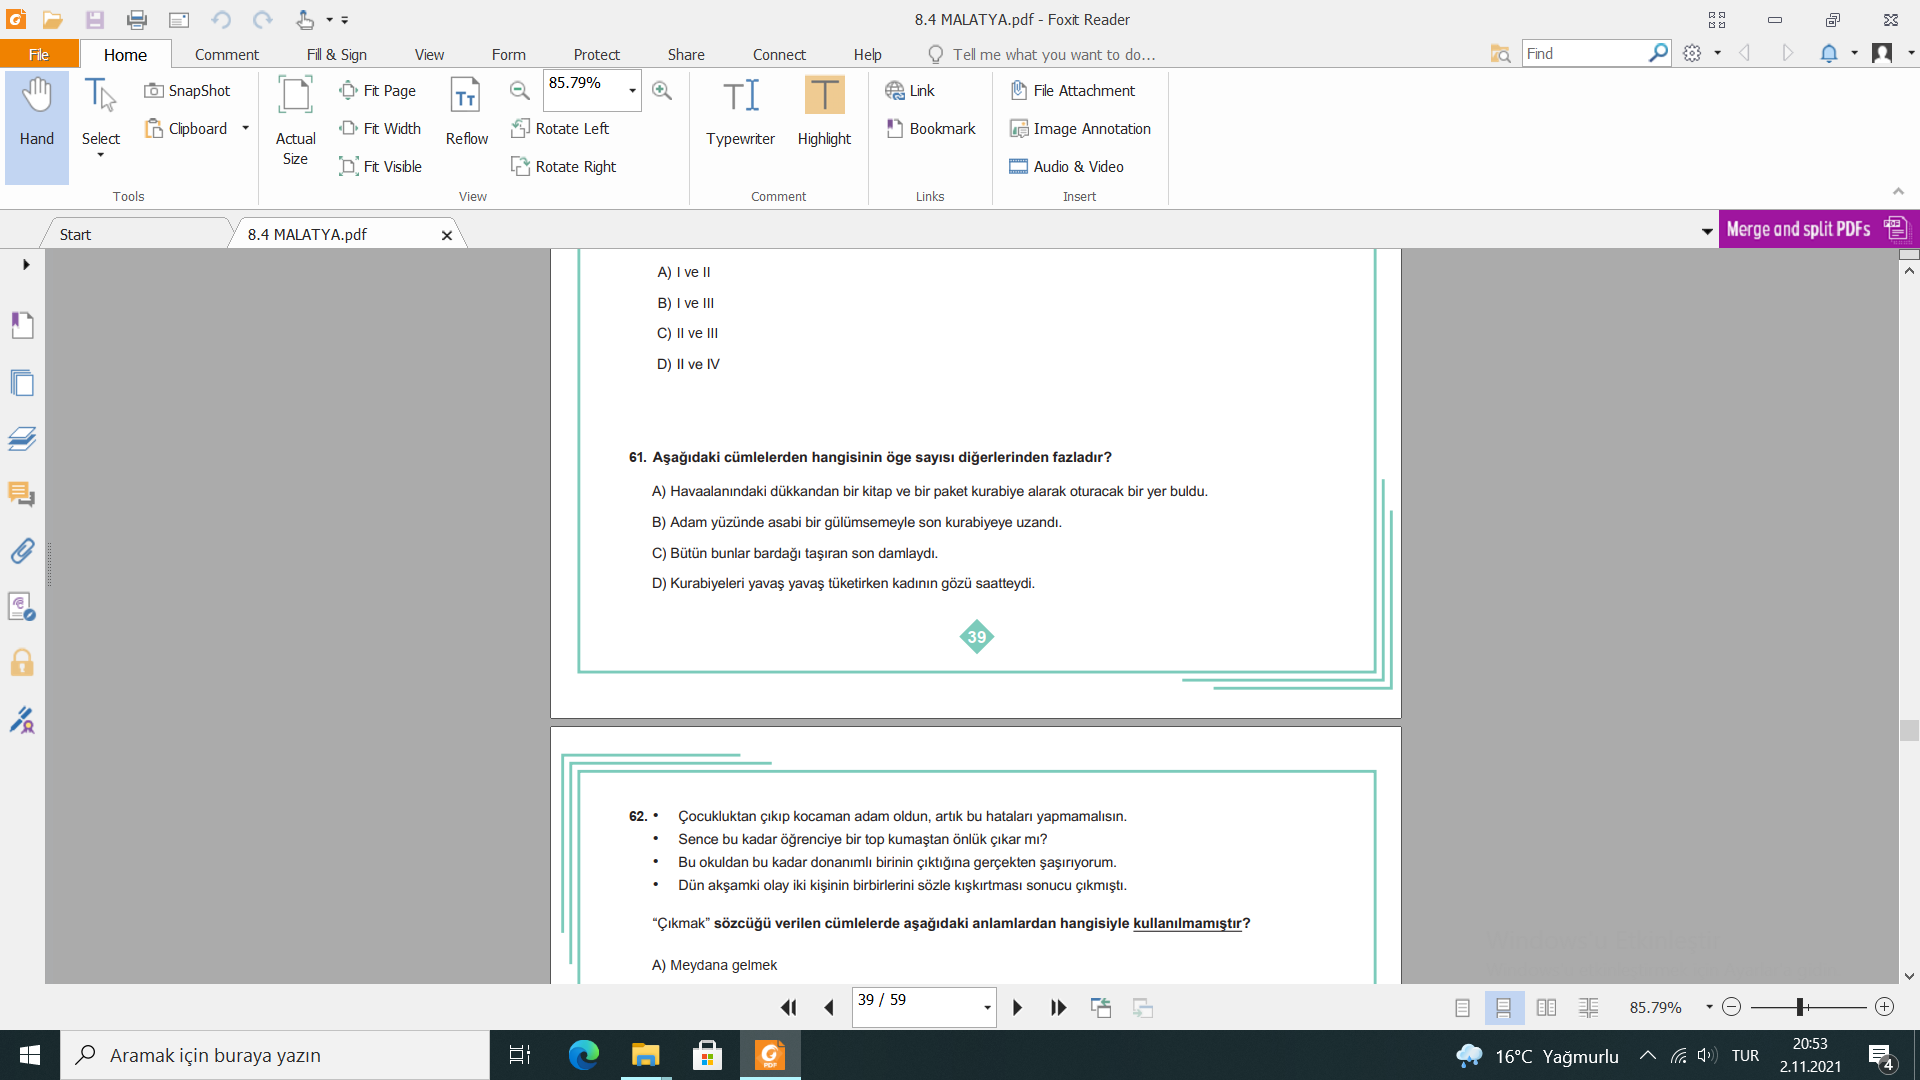 8.4 MALATYA.pdf - Foxit Reader
File
Home
Comment
Fill & Sign
View
Form
Protect
Share
Connect
Help
Tell me what you want to do...
Find
Hand
Select
SnapShot
Clipboard
Tools
Actual Size
Fit Page
Fit Width
Fit Visible
Reflow
85.79%
Rotate Left
Rotate Right
View
Typewriter
Highlight
Comment
Link
Bookmark
Links
File Attachment
Image Annotation
Audio & Video
Insert
Start
8.4 MALATYA.pdf
Merge and split PDFs
A) I ve II
B) I ve III
C) II ve III
D) II ve IV
61. Aşağıdaki cümlelerden hangisinin öge sayısı diğerlerinden fazladır?
A) Havaalanındaki dükkandan bir kitap ve bir paket kurabiye alarak oturacak bir yer buldu.
B) Adam yüzünde asabi bir gülümsemeyle son kurabiyeye uzandı.
C) Bütün bunlar bardağı taşıran son damlaydı.
D) Kurabiyeleri yavaş yavaş tüketirken kadının gözü saatteydi.
39
62. • Çocukluktan çıkıp kocaman adam oldun, artık bu hataları yapmamalısın.
• Sence bu kadar öğrenciye bir top kumaştan önlük çıkar mı?
• Bu okuldan bu kadar donanımlı birinin çıktığına gerçekten şaşırıyorum.
• Dün akşamki olay iki kişinin birbirlerini sözle kışkırtması sonucu çıkmıştı.
“Çıkmak” sözcüğü verilen cümlelerde aşağıdaki anlamlardan hangisiyle kullanılmamıştır?
A) Meydana gelmek
39 / 59
85.79%
Aramak için buraya yazın
16°C Yağmurlu
TUR
20:53
2.11.2021
4